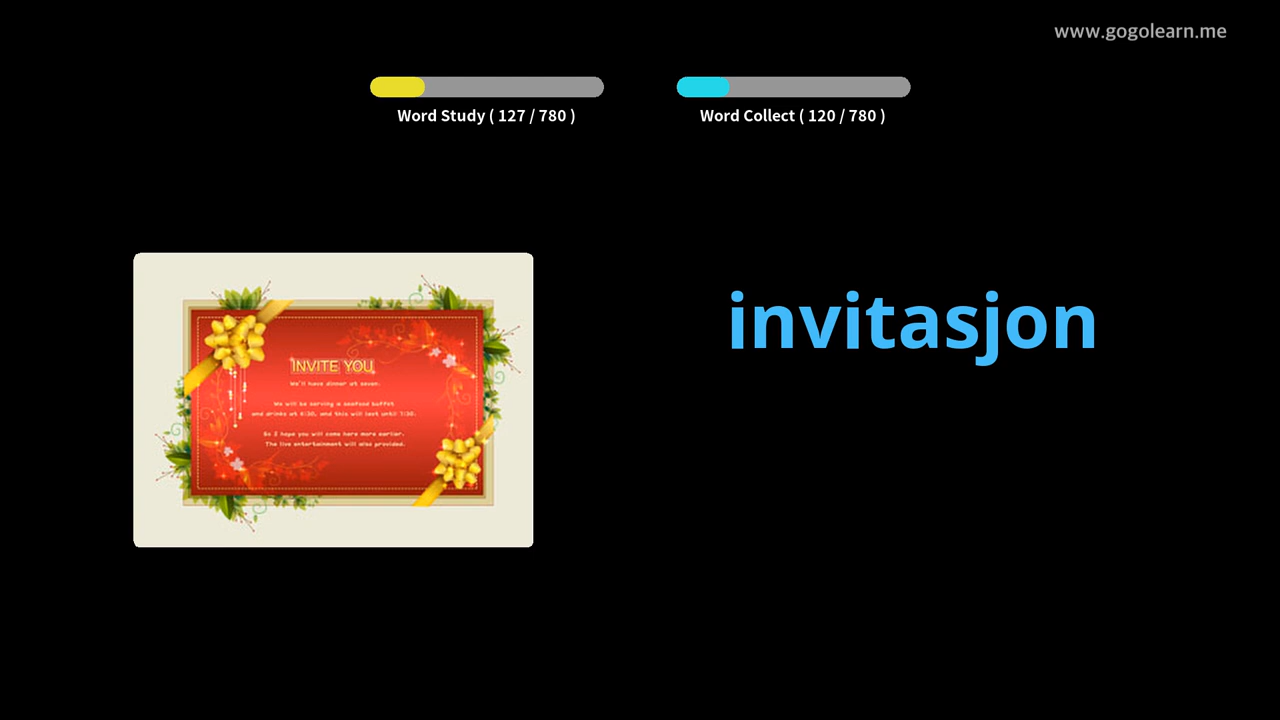 www.gogolearn.me
Word Study ( 127 / 780 )
Word Collect ( 120 / 780 )
invitasjon
INVITE YOU
We'll have dinner at seven.
We will be serving a seafood buffet
and drinks at 6:30, and this will last until 7:30.
So I hope you will come here more earlier.
The live entertainment will also provided.